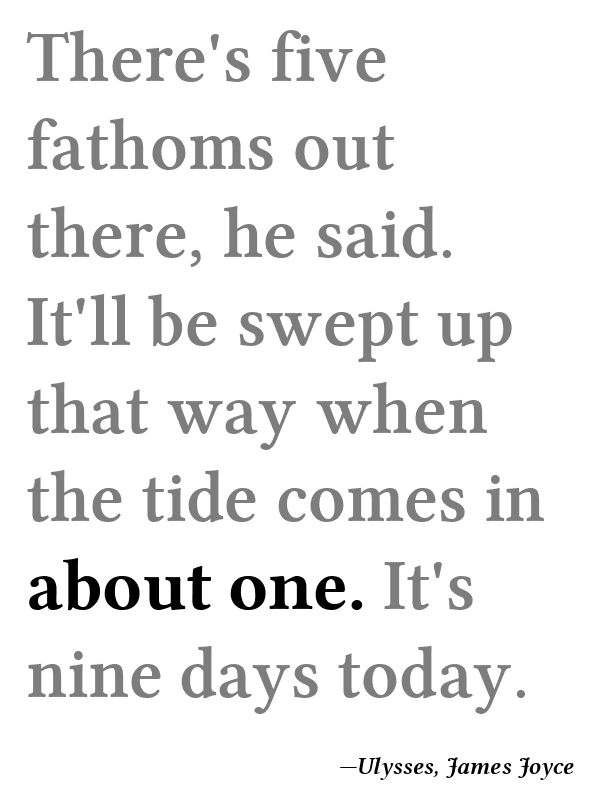 There's five
fathoms out
there, he said.
It'll be swept up
that way when
the tide comes in
about one. It's
nine days today.
—Ulysses, James Joyce